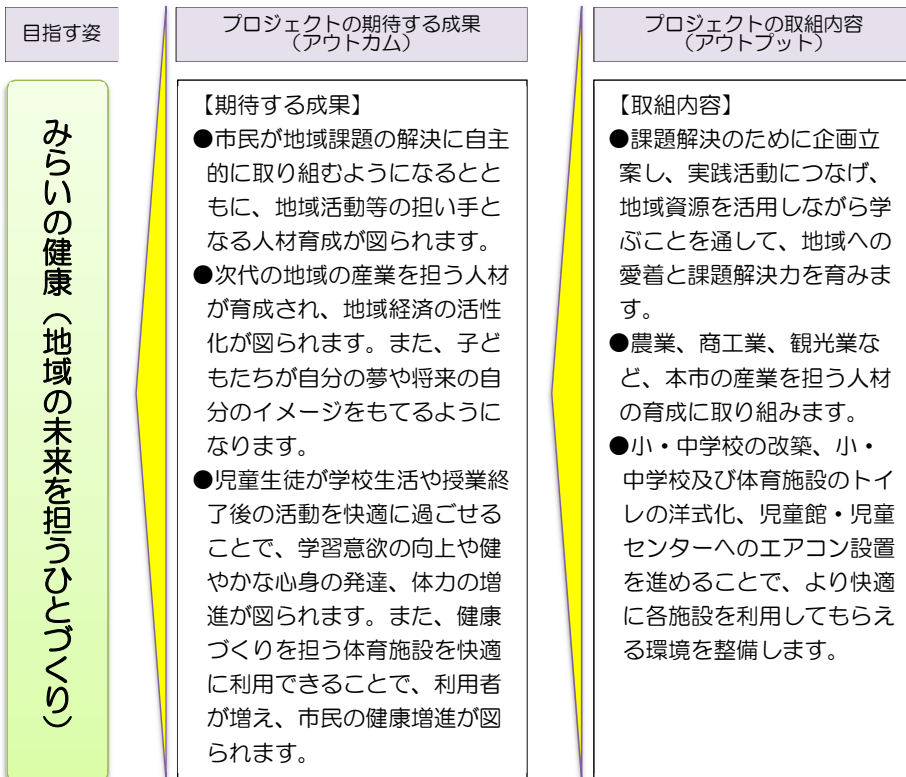 目指す姿
プロジェクトの期待する成果
（アウトカム）
プロジェクトの取組内容
（アウトプット）
みらいの健康（地域の未来を担うひとづくり）
【期待する成果】
●市民が地域課題の解決に自主
的に取り組むようになるとと
もに、地域活動等の担い手と
なる人材育成が図られます。
●次代の地域の産業を担う人材
が育成され、地域経済の活性
化が図られます。また、子ど
もたちが自分の夢や将来の自
分のイメージをもてるように
なります。
●児童生徒が学校生活や授業終
了後の活動を快適に過ごせる
ことで、学習意欲の向上や健
やかな心身の発達、体力の増
進が図られます。また、健康
づくりを担う体育施設を快適
に利用できることで、利用者
が増え、市民の健康増進が図
られます。
【取組内容】
●課題解決のために企画立
案し、実践活動につなげ、
地域資源を活用しながら学
ぶことを通して、地域への
愛着と課題解決力を育みま
す。
●農業、商工業、観光業な
ど、本市の産業を担う人材
の育成に取り組みます。
●小・中学校の改築、小・
中学校及び体育施設のトイ
レの洋式化、児童館・児童
センターへのエアコン設置
を進めることで、より快適
に各施設を利用してもらえ
る環境を整備します。